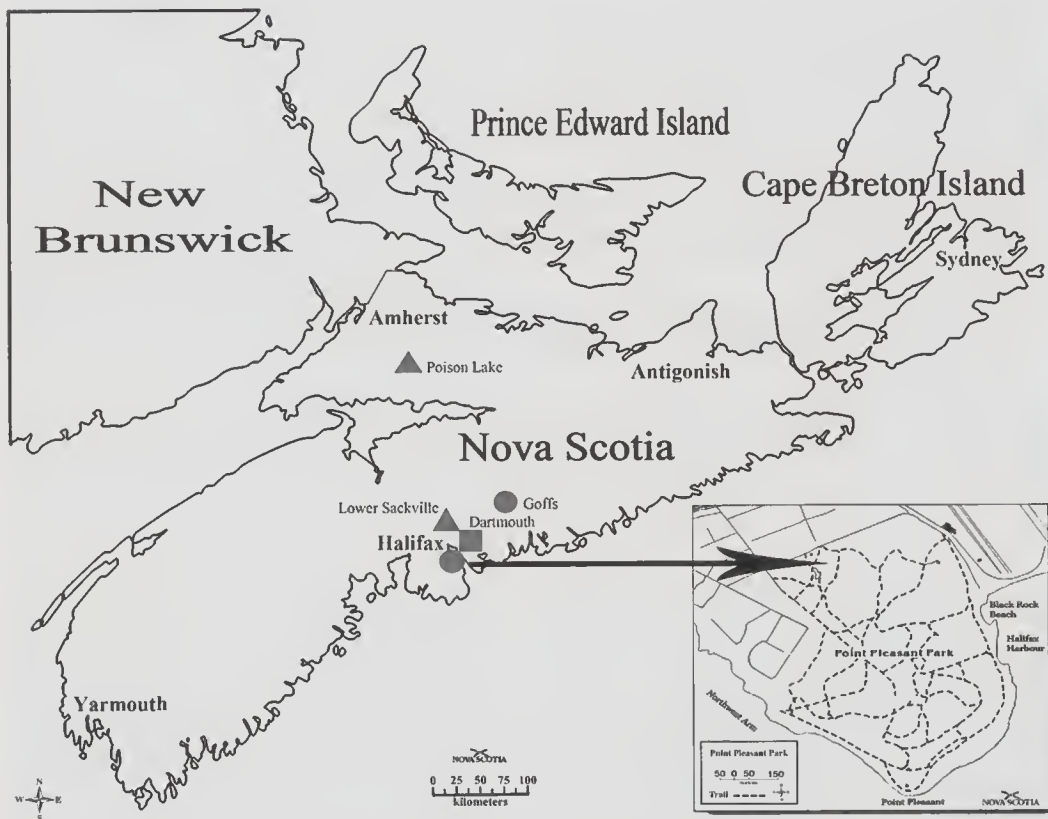 Prince Edward Island
New
Brunswick
Cape Breton Island
Sydney
Amherst
Poison Lake
Antigonish
Nova Scotia
Lower Sackville
Goffs
Dartmouth
Halifax
Yarmouth
NOVA SCOTIA
0 25 50 75 100
kilometers
N
W E
S
Black Rock
Beach
Halifax
Harbour
Point Pleasant Park
Northwest Arm
Point Pleasant Park
50 0 50 150
Trail
Point Pleasant
NOVA SCOTIA